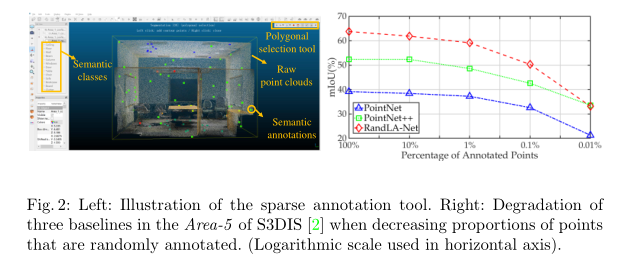 Polygonal
selection tool
Semantic
classes
Raw
point clouds
Semantic
annotations
70
60
50
40
30
20
mIoU(%)
PointNet
PointNet++
RandLA-Net
100% 10% 1% 0.1% 0.01%
Percentage of Annotated Points
Fig. 2: Left: Illustration of the sparse annotation tool. Right: Degradation of
three baselines in the Area-5 of S3DIS [2] when decreasing proportions of points
that are randomly annotated. (Logarithmic scale used in horizontal axis).